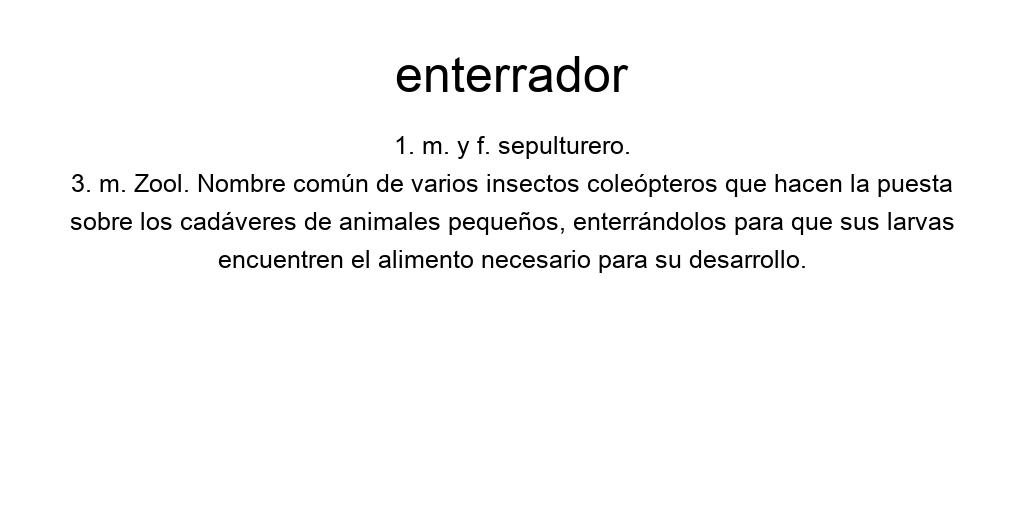 enterrador
1. m. y f. sepulturero.
3. m. Zool. Nombre común de varios insectos coleópteros que hacen la puesta
sobre los cadáveres de animales pequeños, enterrándolos para que sus larvas
encuentren el alimento necesario para su desarrollo.